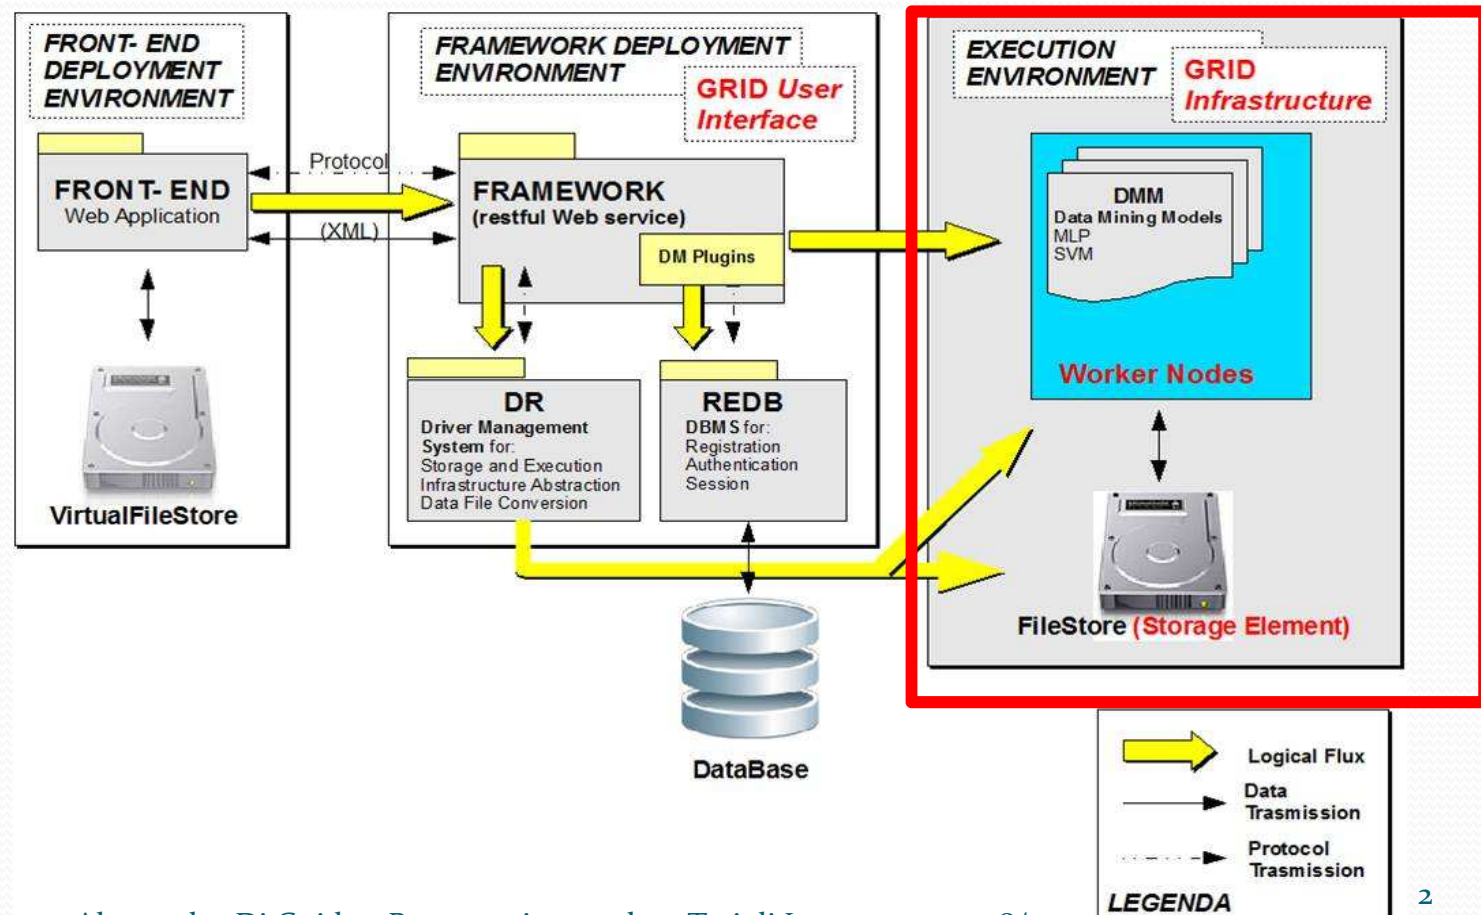 FRONT- END
DEPLOYMENT
ENVIRONMENT
FRONT- END
Web Application
VirtualFileStore
Protocol
(XML)
FRAMEWORK DEPLOYMENT
ENVIRONMENT
GRID User
Interface
FRAMEWORK
(restful Web service)
DM Plugins
DR
Driver Management
System for:
Storage and Execution
Infrastructure Abstraction
Data File Conversion
REDB
DBMS for:
Registration
Authentication
Session
DataBase
EXECUTION
ENVIRONMENT
GRID
Infrastructure
DMM
Data Mining Models
MLP
SVM
Worker Nodes
FileStore (Storage Element)
Logical Flux
Data
Trasmission
Protocol
Trasmission
LEGENDA
2